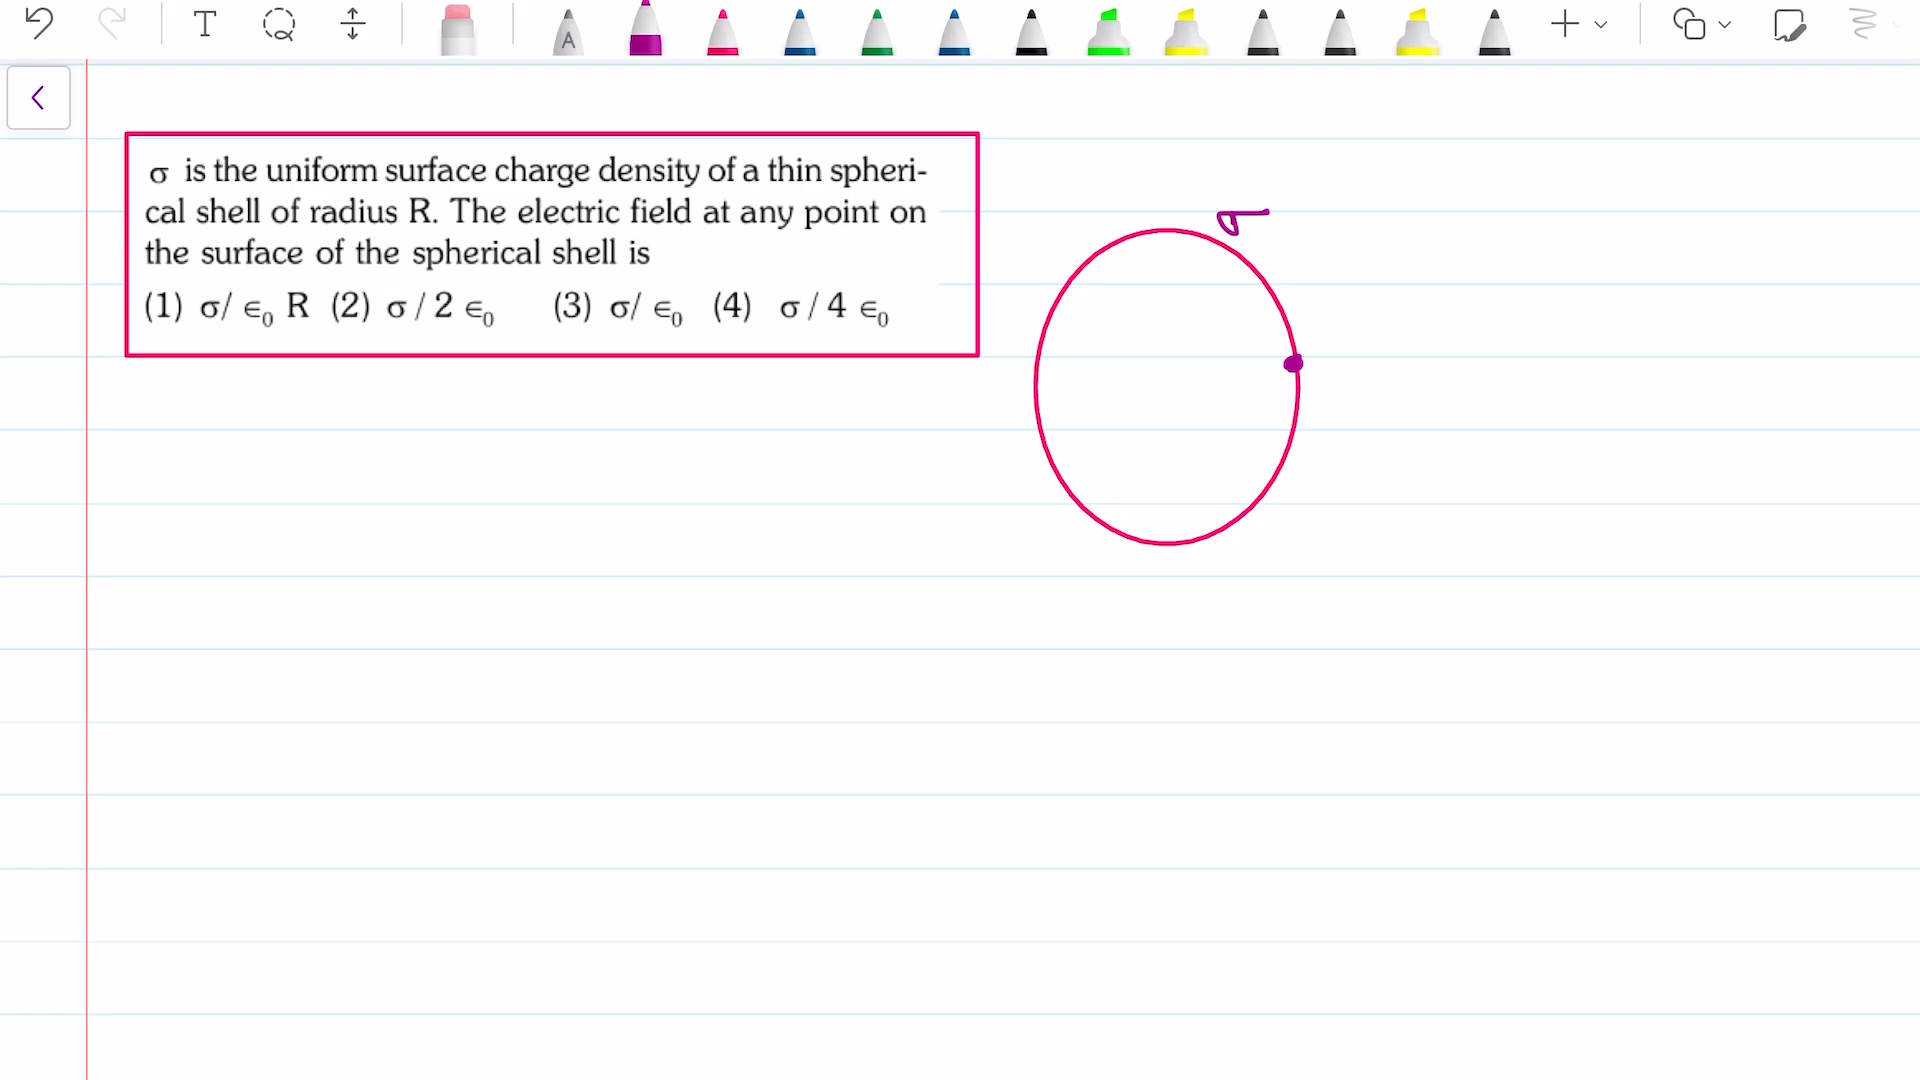 T
A
σ is the uniform surface charge density of a thin spheri-
cal shell of radius R. The electric field at any point on
the surface of the spherical shell is
(1) σ/ ∈₀ R (2) σ / 2 ∈₀ (3) σ/ ∈₀ (4) σ / 4 ∈₀
σ